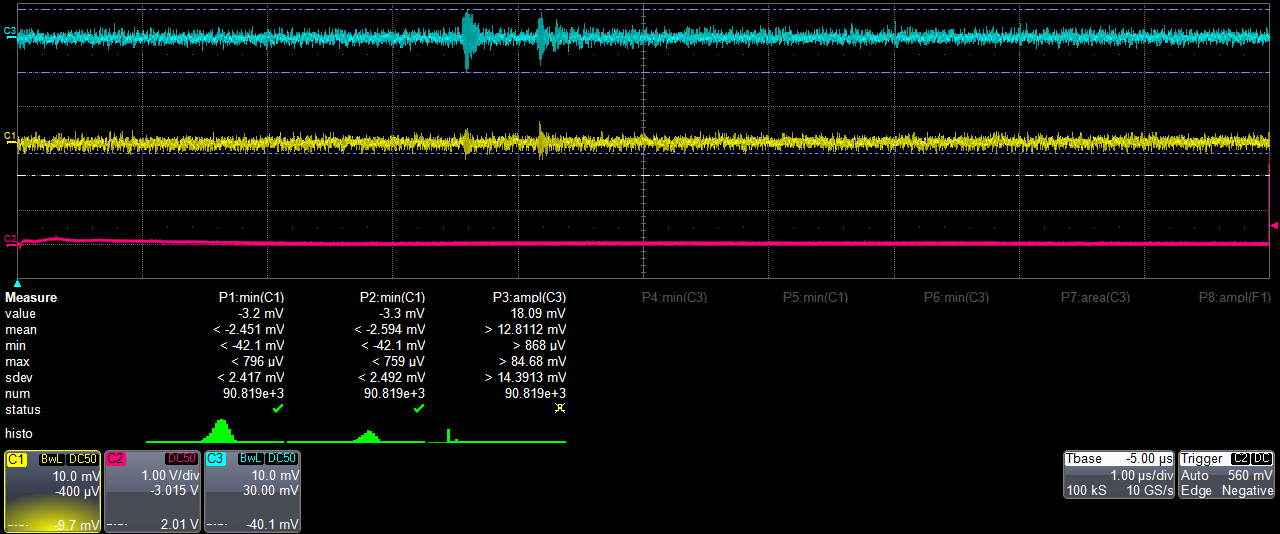 C3
C1
C2
Measure P1:min(C1) P2:min(C1) P3:ampl(C3) P4:min(C3) P5:min(C1) P6:min(C3) P7:area(C3) P8:ampl(F1)
value -3.2 mV -3.3 mV 18.09 mV
mean < -2.451 mV < -2.594 mV > 12.8112 mV
min < -42.1 mV < -42.1 mV > 868 µV
max < 796 µV < 759 µV > 84.68 mV
sdev < 2.417 mV < 2.492 mV > 14.3913 mV
num 90.819e+3 90.819e+3 90.819e+3
status
histo
C1 BwL DC50
10.0 mV
-400 µV
-9.7 mV
C2 DC50
1.00 V/div
-3.015 V
2.01 V
C3 BwL DC50
10.0 mV
30.00 mV
-40.1 mV
Tbase -5.00 µs
1.00 µs/div
100 kS 10 GS/s
Trigger C2 DC
Auto 560 mV
Edge Negative